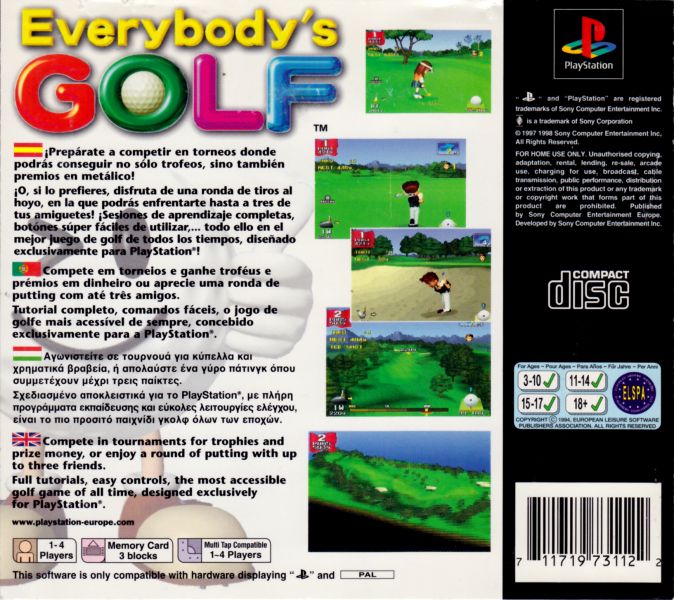 Everybody's
GOLF
TM
¡Prepárate a competir en torneos donde
podrás conseguir no sólo trofeos, sino también
premios en metálico!
¡O, si lo prefieres, disfruta de una ronda de tiros al
hoyo, en la que podrás enfrentarte hasta a tres de
tus amiguetes! ¡Sesiones de aprendizaje completas,
botónes súper fáciles de utilizar,... todo ello en el
mejor juego de golf de todos los tiempos, diseñado
exclusivamente para PlayStation®!
Compete em torneios e ganhe troféus e
prémios em dinheiro ou aprecie uma ronda de
putting com até três amigos.
Tutorial completo, comandos fáceis, o jogo de
golfe mais acessível de sempre, concebido
exclusivamente para a PlayStation®.
Αγωνιστείτε σε τουρνουά για κύπελλα και
χρηματικά βραβεία, ή απολαύστε ένα γύρο πάτινγκ όπου
συμμετέχουν μέχρι τρεις παίκτες.
Σχεδιασμένο αποκλειστικά για το PlayStation®, με πλήρη
προγράμματα εκπαίδευσης και εύκολες λειτουργίες ελέγχου,
είναι το πιο προσιτό παιχνίδι γκολφ όλων των εποχών.
Compete in tournaments for trophies and
prize money, or enjoy a round of putting with up
to three friends.
Full tutorials, easy controls, the most accessible
golf game of all time, designed exclusively
for PlayStation®.
www.playstation-europe.com
1-4
Players
Memory Card
3 blocks
Multi Tap Compatible
1-4 Players
This software is only compatible with hardware displaying " " and PAL
PlayStation
" " and "PlayStation" are registered
trademarks of Sony Computer Entertainment Inc.
is a trademark of Sony Corporation
© 1997 1998 Sony Computer Entertainment Inc,
All Rights Reserved.
FOR HOME USE ONLY. Unauthorised copying,
adaptation, rental, lending, re-sale, arcade
use, charging for use, broadcast, cable
transmission, public performance, distribution
or extraction of this product or any trademark
or copyright work that forms part of this
product are prohibited. Published
by Sony Computer Entertainment Europe.
Developed by Sony Computer Entertainment Inc.
COMPACT
disc
For Ages - Pour Ages - Para Años - Für Jahre - Per Anni
3-10
11-14
15-17
18+
ELSPA
COPYRIGHT © 1994, EUROPEAN LEISURE SOFTWARE
PUBLISHERS ASSOCIATION. ALL RIGHTS RESERVED
7 11719 73112 2